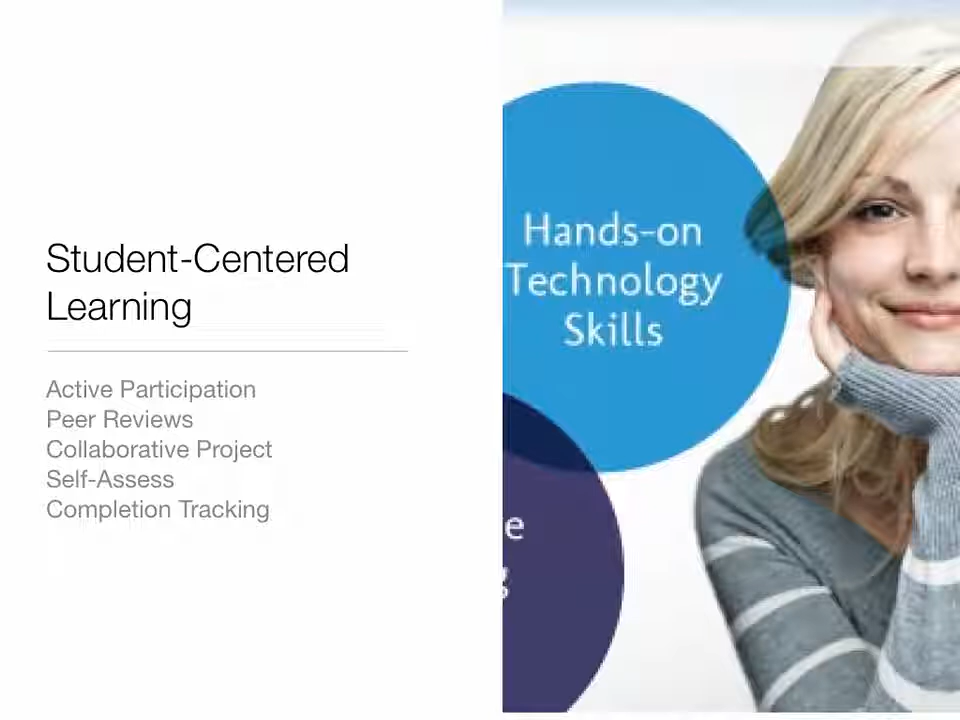 Student-Centered
Learning
Active Participation
Peer Reviews
Collaborative Project
Self-Assess
Completion Tracking
Hands-on
Technology
Skills